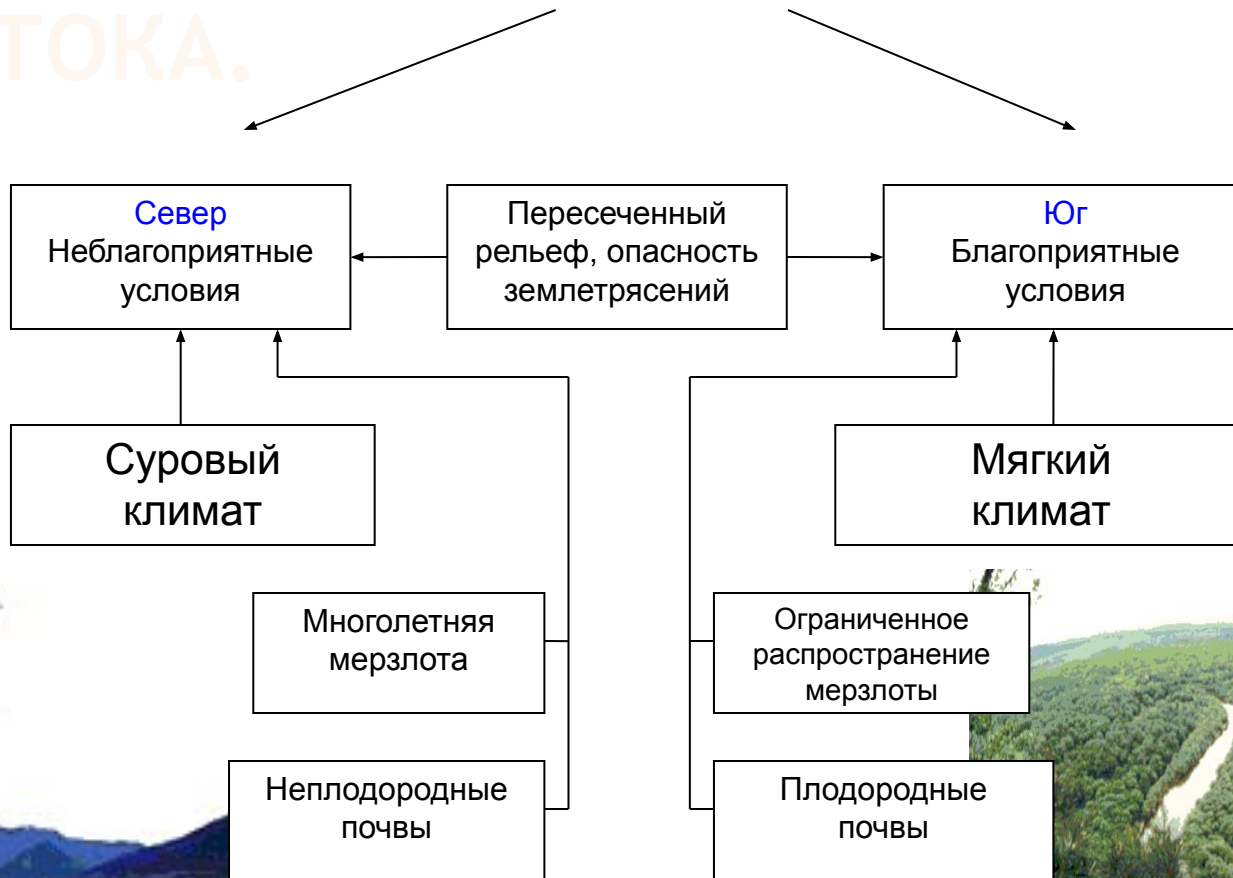 ТОКА.
Север
Неблагоприятные
условия
Пересеченный
рельеф, опасность
землетрясений
Юг
Благоприятные
условия
Суровый
климат
Мягкий
климат
Многолетняя
мерзлота
Ограниченное
распространение
мерзлоты
Неплодородные
почвы
Плодородные
почвы